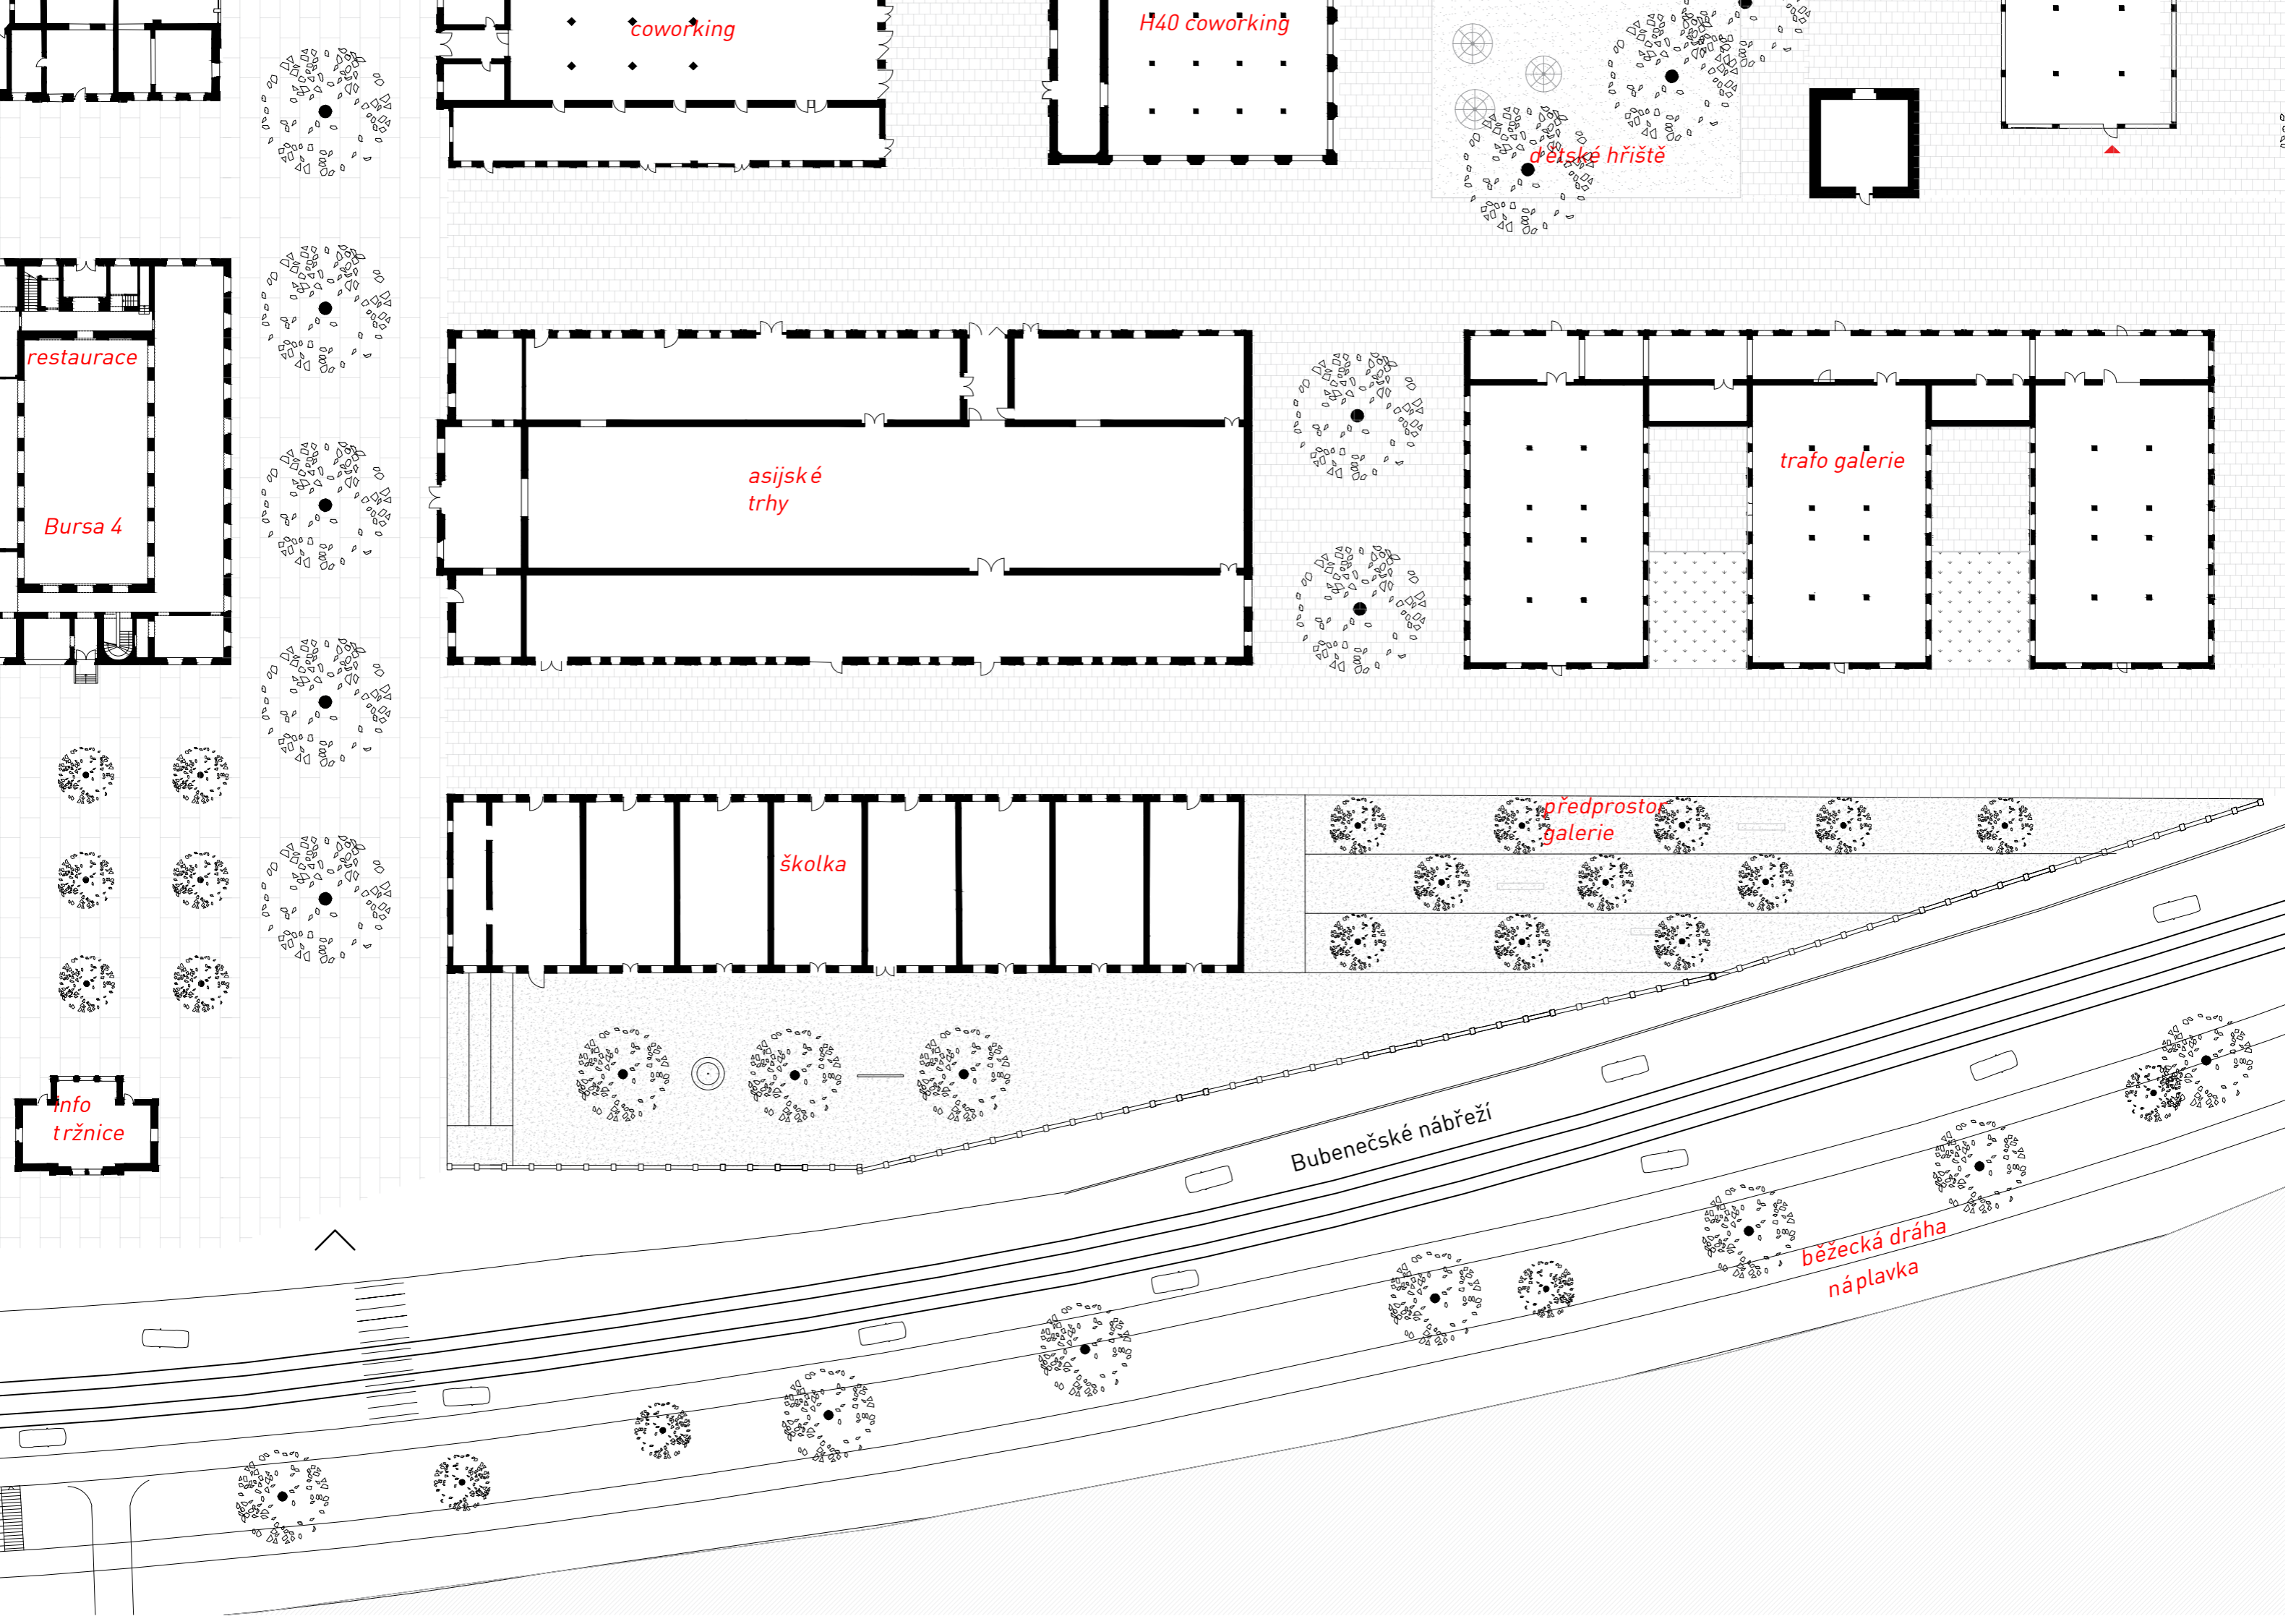 coworking
H40 coworking
dětské hřiště
restaurace
Bursa 4
asijské
trhy
trafo galerie
předprostor
galerie
školka
info
tržnice
Bubenečské nábřeží
běžecká dráha
náplavka